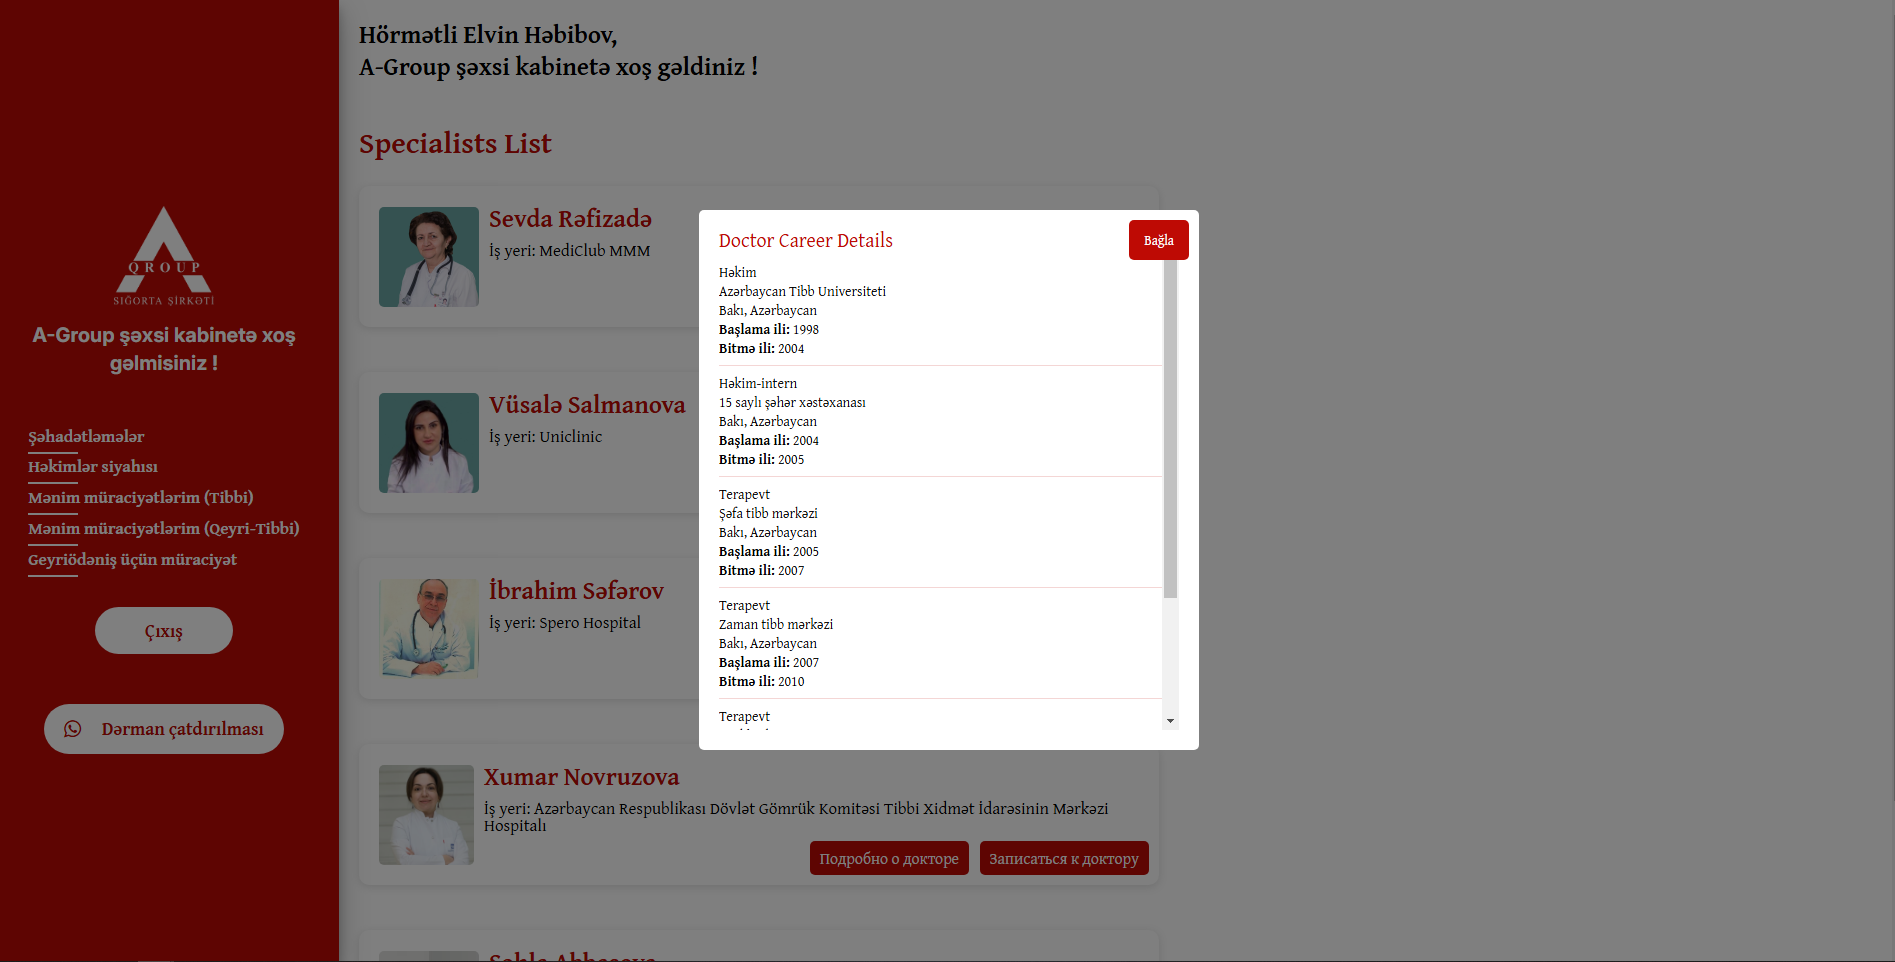 QROUP
SIĞORTA ŞİRKƏTİ
A-Group şəxsi kabinetə xoş
gəlmisiniz !
Şəhadətləmələr
Həkimlər siyahısı
Mənim müraciyətlərim (Tibbi)
Mənim müraciyətlərim (Qeyri-Tibbi)
Geyriödəniş üçün müraciyət
Çıxış
Dərman çatdırılması
Hörmətli Elvin Həbibov,
A-Group şəxsi kabinetə xoş gəldiniz !
Specialists List
Sevda Rəfizadə
İş yeri: MediClub MMM
Vüsalə Salmanova
İş yeri: Uniclinic
İbrahim Səfərov
İş yeri: Spero Hospital
Xumar Novruzova
İş yeri: Azərbaycan Respublikası Dövlət Gömrük Komitəsi Tibbi Xidmət İdarəsinin Mərkəzi
Hospitalı
Подробно о докторе
Записаться к доктору
Doctor Career Details
Bağla
Həkim
Azərbaycan Tibb Universiteti
Bakı, Azərbaycan
Başlama ili: 1998
Bitmə ili: 2004
Həkim-intern
15 saylı şəhər xəstəxanası
Bakı, Azərbaycan
Başlama ili: 2004
Bitmə ili: 2005
Terapevt
Şəfa tibb mərkəzi
Bakı, Azərbaycan
Başlama ili: 2005
Bitmə ili: 2007
Terapevt
Zaman tibb mərkəzi
Bakı, Azərbaycan
Başlama ili: 2007
Bitmə ili: 2010
Terapevt